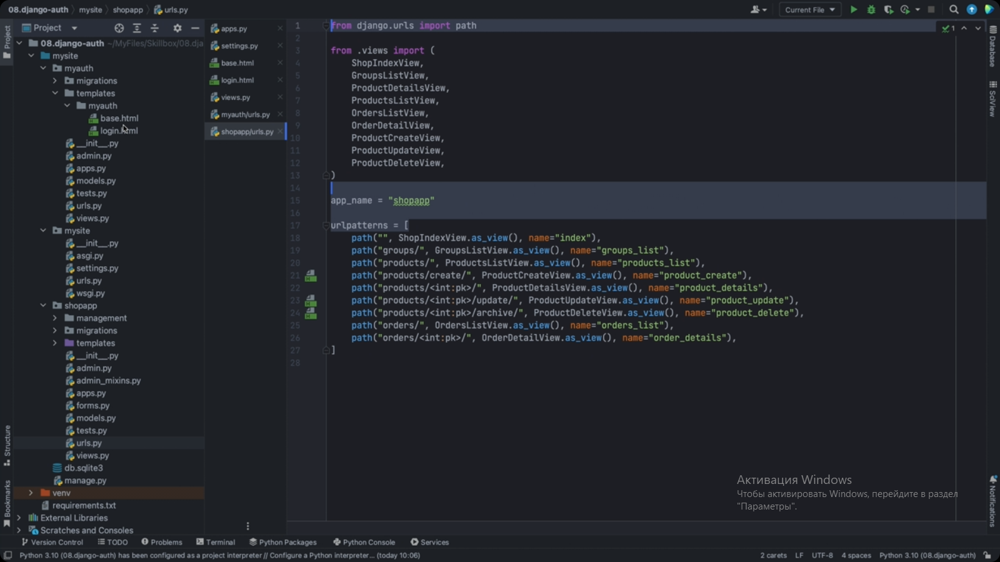 08.django-auth
mysite
shopapp
urls.py
Current File
Project
08.django-auth ~/MyFiles/Skillbox/08.dja
mysite
myauth
migrations
templates
myauth
base.html
login.html
__init__.py
admin.py
apps.py
models.py
tests.py
urls.py
views.py
mysite
__init__.py
asgi.py
settings.py
urls.py
wsgi.py
shopapp
management
migrations
templates
__init__.py
admin.py
admin_mixins.py
apps.py
forms.py
models.py
tests.py
urls.py
views.py
db.sqlite3
manage.py
venv
requirements.txt
External Libraries
Scratches and Consoles
Project
Structure
Bookmarks
apps.py
settings.py
base.html
login.html
views.py
myauth/urls.py
shopapp/urls.py
1 from django.urls import path
2
3 from .views import (
4 ShopIndexView,
5 GroupsListView,
6 ProductDetailsView,
7 ProductsListView,
8 OrdersListView,
9 OrderDetailView,
10 ProductCreateView,
11 ProductUpdateView,
12 ProductDeleteView,
13 )
14
15 app_name = "shopapp"
16
17 urlpatterns = [
18 path("", ShopIndexView.as_view(), name="index"),
19 path("groups/", GroupsListView.as_view(), name="groups_list"),
20 path("products/", ProductsListView.as_view(), name="products_list"),
21 path("products/create/", ProductCreateView.as_view(), name="product_create"),
22 path("products/<int:pk>/", ProductDetailsView.as_view(), name="product_details"),
23 path("products/<int:pk>/update/", ProductUpdateView.as_view(), name="product_update"),
24 path("products/<int:pk>/archive/", ProductDeleteView.as_view(), name="product_delete"),
25 path("orders/", OrdersListView.as_view(), name="orders_list"),
26 path("orders/<int:pk>/", OrderDetailView.as_view(), name="order_details"),
27 ]
28
1
Database
SciView
Notifications
Активация Windows
Чтобы активировать Windows, перейдите в раздел
"Параметры".
Version Control
TODO
Problems
Terminal
Python Packages
Python Console
Services
Python 3.10 (08.django-auth) has been configured as a project interpreter // Configure a Python interpreter... (today 10:06)
2 carets
LF
UTF-8
4 spaces
Python 3.10 (08.django-auth)